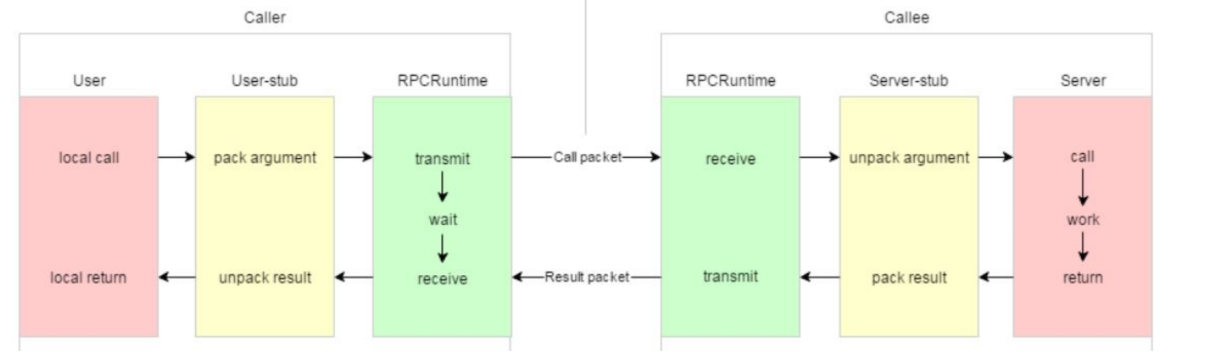 Caller
Callee
User
User-stub
RPCRuntime
RPCRuntime
Server-stub
Server
local call
pack argument
transmit
Call packet
receive
unpack argument
call
wait
work
local return
unpack result
receive
Result packet
transmit
pack result
return